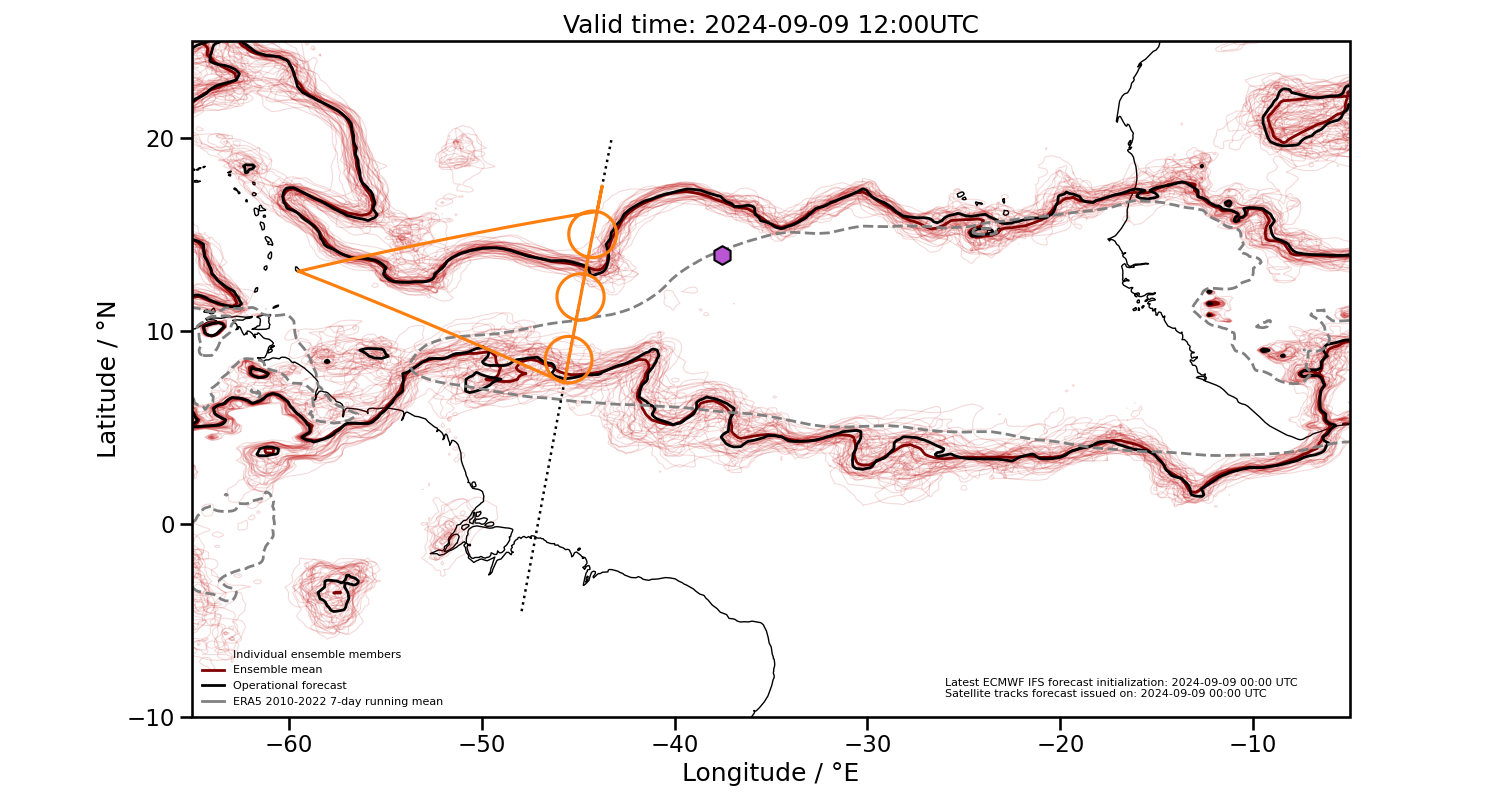 Valid time: 2024-09-09 12:00UTC
20
10
0
−10
Latitude / °N
Individual ensemble members
Ensemble mean
Operational forecast
ERA5 2010-2022 7-day running mean
Latest ECMWF IFS forecast initialization: 2024-09-09 00:00 UTC
Satellite tracks forecast issued on: 2024-09-09 00:00 UTC
−60
−50
−40
−30
−20
−10
Longitude / °E